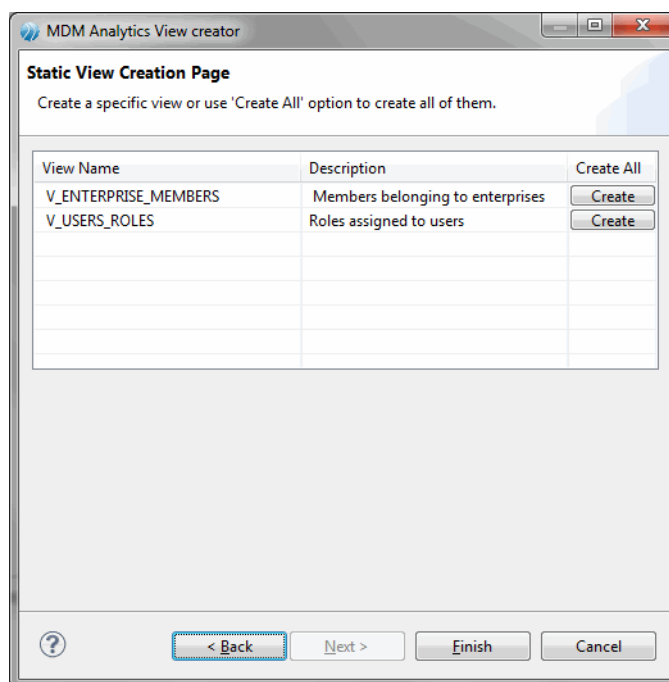 MDM Analytics View creator
Static View Creation Page
Create a specific view or use 'Create All' option to create all of them.
View Name Description Create All
V_ENTERPRISE_MEMBERS Members belonging to enterprises Create
V_USERS_ROLES Roles assigned to users Create
? < Back Next > Finish Cancel